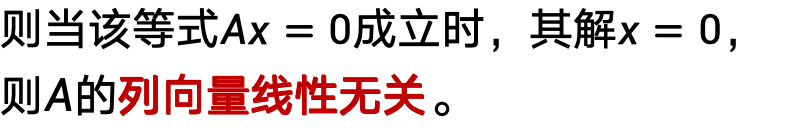 则当该等式Ax = 0成立时，其解x = 0，
则A的列向量线性无关。